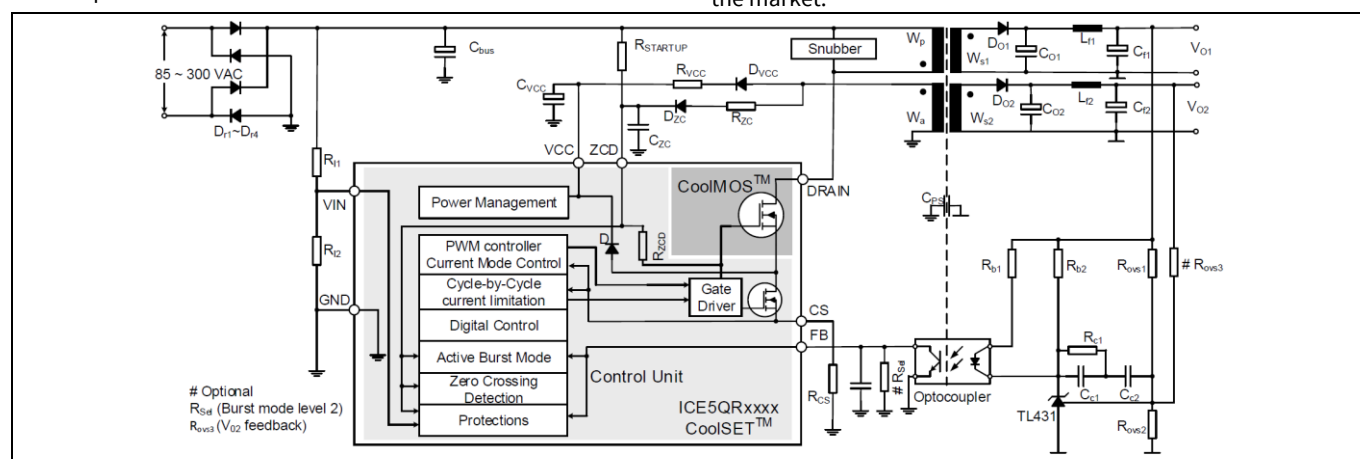 the market.
85 ~ 300 VAC
Dr1~Dr4
Cbus
RSTARTUP
Snubber
Wp
Ws1
DO1
CO1
Lf1
Cf1
VO1
CVCC
RVCC
DVCC
DZC
RZC
CZC
Wa
Ws2
DO2
CO2
Lf2
Cf2
VO2
RI1
VIN
RI2
GND
VCC
ZCD
CoolMOS™
DRAIN
CPS
Power Management
D
RZCD
PWM controller
Current Mode Control
Cycle-by-Cycle
current limitation
Digital Control
Active Burst Mode
Zero Crossing
Detection
Protections
Gate
Driver
CS
FB
Control Unit
ICE5QRxxxx
CoolSET™
RCS
# RSel
Optocoupler
Rb1
Rb2
Rovs1
# Rovs3
Rc1
Cc1
Cc2
TL431
Rovs2
# Optional
RSel (Burst mode level 2)
Rovs3 (V02 feedback)